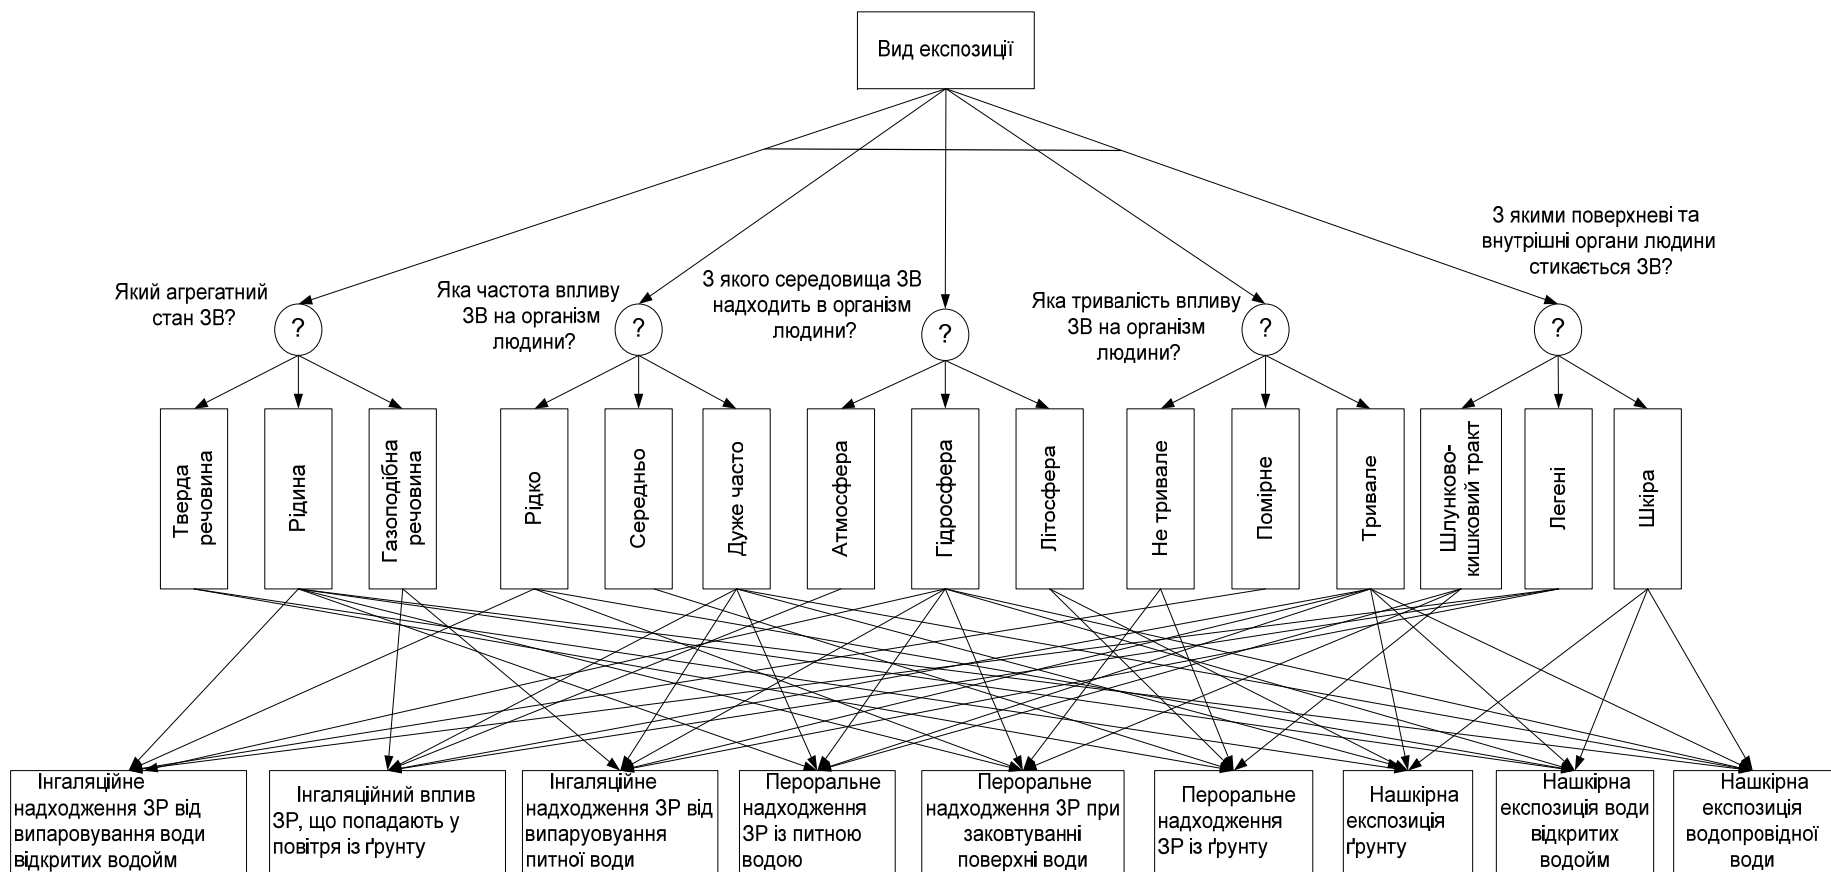 Вид експозиції
Який агрегатний
стан ЗВ?
?
Яка частота впливу
ЗВ на організм
людини?
?
З якого середовища ЗВ
надходить в організм
людини?
?
Яка тривалість впливу
ЗВ на організм
людини?
?
З якими поверхневі та
внутрішні органи людини
стикається ЗВ?
?
Тверда
речовина
Рідина
Газоподібна
речовина
Рідко
Середньо
Дуже часто
Атмосфера
Гідросфера
Літосфера
Не тривале
Помірне
Тривале
Шлунково-
кишковий тракт
Легені
Шкіра
Інгаляційне
надходження ЗР від
випаровування води
відкритих водойм
Інгаляційний вплив
ЗР, що попадають у
повітря із ґрунту
Інгаляційне
надходження ЗР від
випаруовуання
питної води
Пероральне
надходження
ЗР із питною
водою
Пероральне
надходження ЗР при
заковтуванні
поверхні води
Пероральне
надходження
ЗР із ґрунту
Нашкірна
експозиція
ґрунту
Нашкірна
експозиція води
відкритих
водойм
Нашкірна
експозиція
водопровідної
води